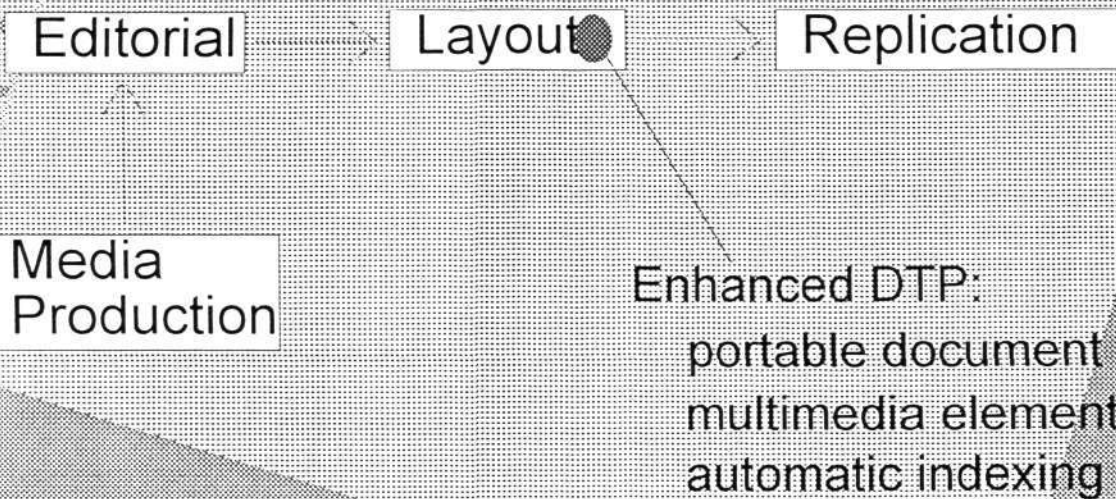 Editorial
Layout
Replication
Media
Production
Enhanced DTP:
portable document
multimedia element
automatic indexing